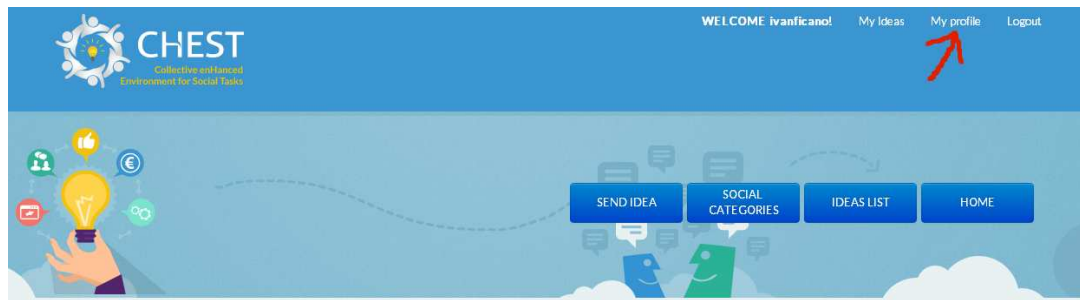 WELCOME ivanficano! My Ideas My profile Logout
CHEST
Collective enHanced
Environment for Social Tasks
€
SEND IDEA
SOCIAL
CATEGORIES
IDEAS LIST
HOME